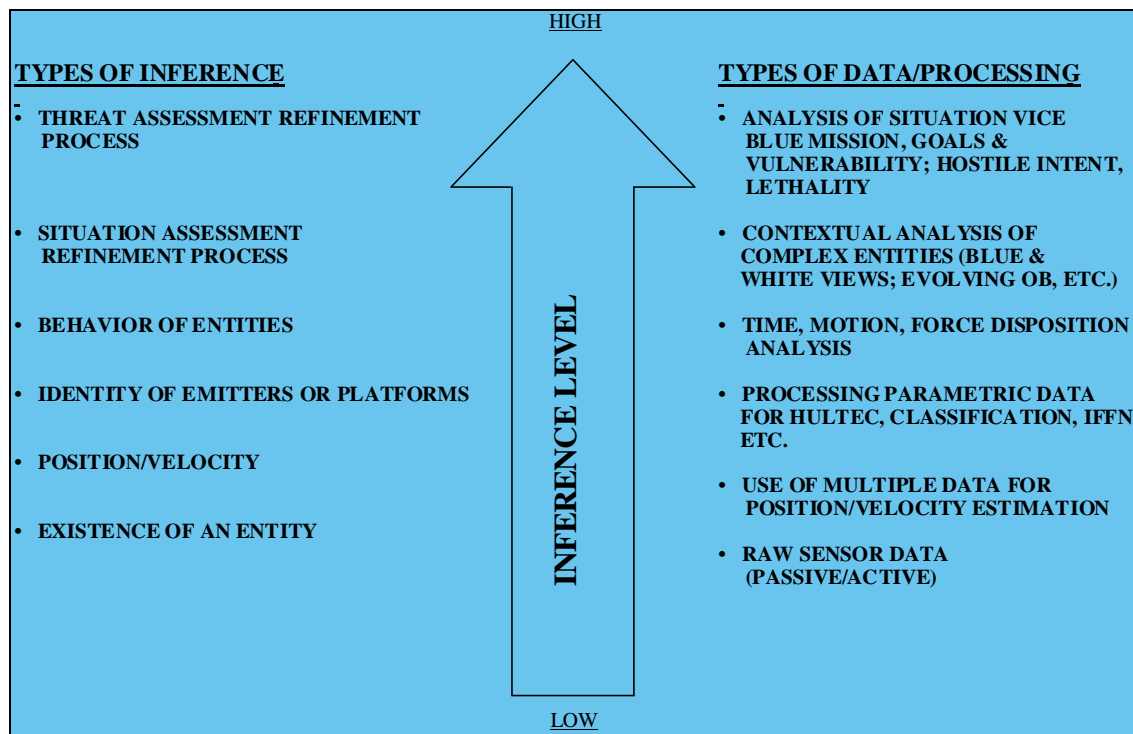 HIGH
TYPES OF INFERENCE
• THREAT ASSESSMENT REFINEMENT
PROCESS
• SITUATION ASSESSMENT
REFINEMENT PROCESS
• BEHAVIOR OF ENTITIES
• IDENTITY OF EMITTERS OR PLATFORMS
• POSITION/VELOCITY
• EXISTENCE OF AN ENTITY
INFERENCE LEVEL
TYPES OF DATA/PROCESSING
• ANALYSIS OF SITUATION VICE
BLUE MISSION, GOALS &
VULNERABILITY; HOSTILE INTENT,
LETHALITY
• CONTEXTUAL ANALYSIS OF
COMPLEX ENTITIES (BLUE &
WHITE VIEWS; EVOLVING OB, ETC.)
• TIME, MOTION, FORCE DISPOSITION
ANALYSIS
• PROCESSING PARAMETRIC DATA
FOR HULTEC, CLASSIFICATION, IFFN
ETC.
• USE OF MULTIPLE DATA FOR
POSITION/VELOCITY ESTIMATION
• RAW SENSOR DATA
(PASSIVE/ACTIVE)
LOW